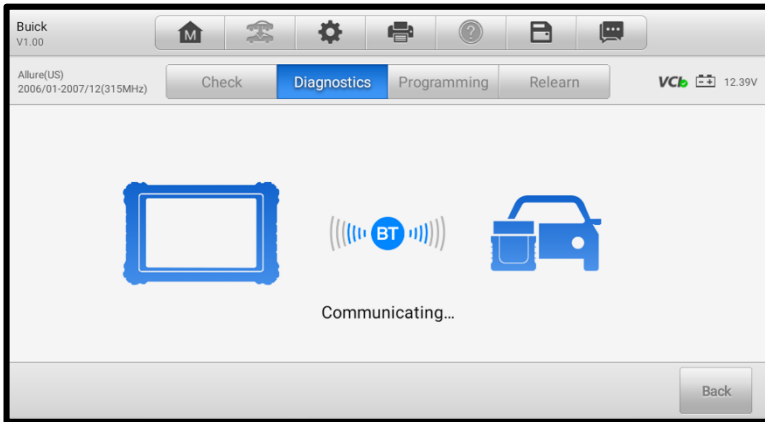 Buick
V1.00
M
?
Allure(US)
2006/01-2007/12(315MHz)
Check
Diagnostics
Programming
Relearn
VCI
12.39V
BT
Communicating...
Back